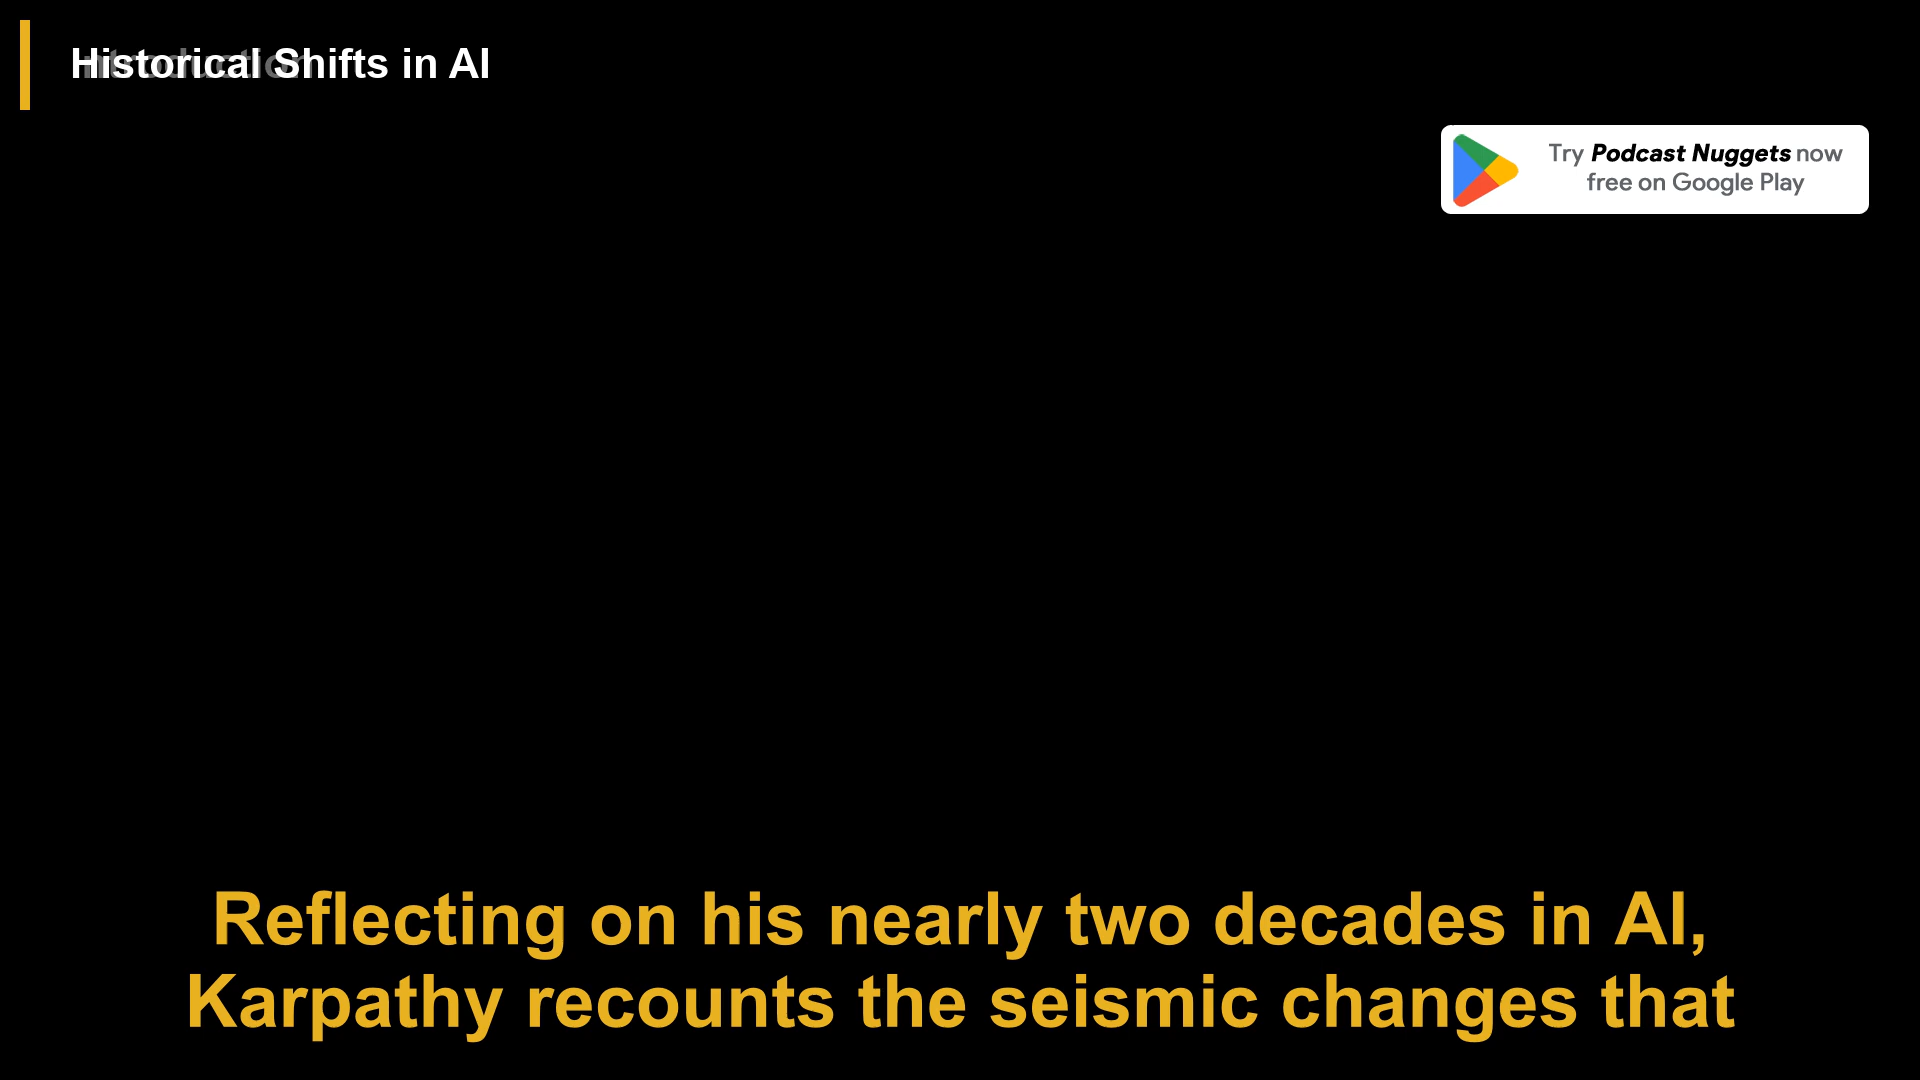 Historical Shifts in AI
Try Podcast Nuggets now
free on Google Play
Reflecting on his nearly two decades in AI,
Karpathy recounts the seismic changes that